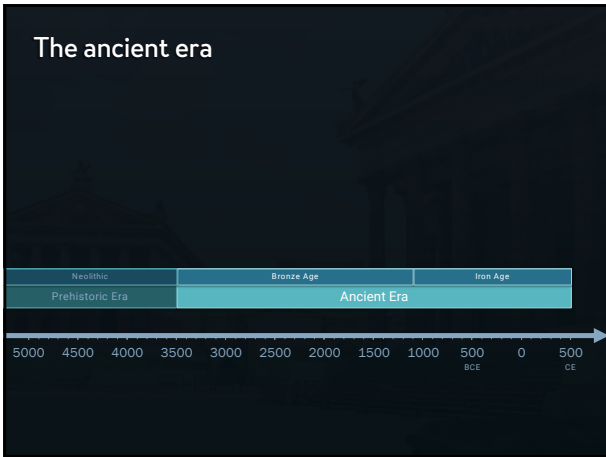 The ancient era
Neolithic Bronze Age Iron Age
Prehistoric Era Ancient Era
5000 4500 4000 3500 3000 2500 2000 1500 1000 500 0 500
BCE CE